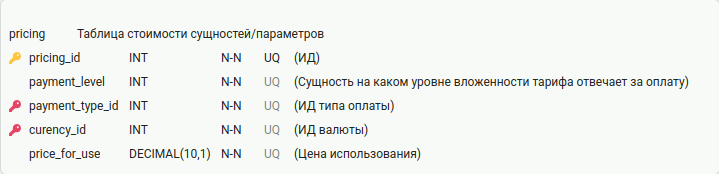 pricing Таблица стоимости сущностей/параметров
pricing_id INT N-N UQ (ИД)
payment_level INT N-N UQ (Сущность на каком уровне вложенности тарифа отвечает за оплату)
payment_type_id INT N-N UQ (ИД типа оплаты)
curency_id INT N-N UQ (ИД валюты)
price_for_use DECIMAL(10,1) N-N UQ (Цена использования)